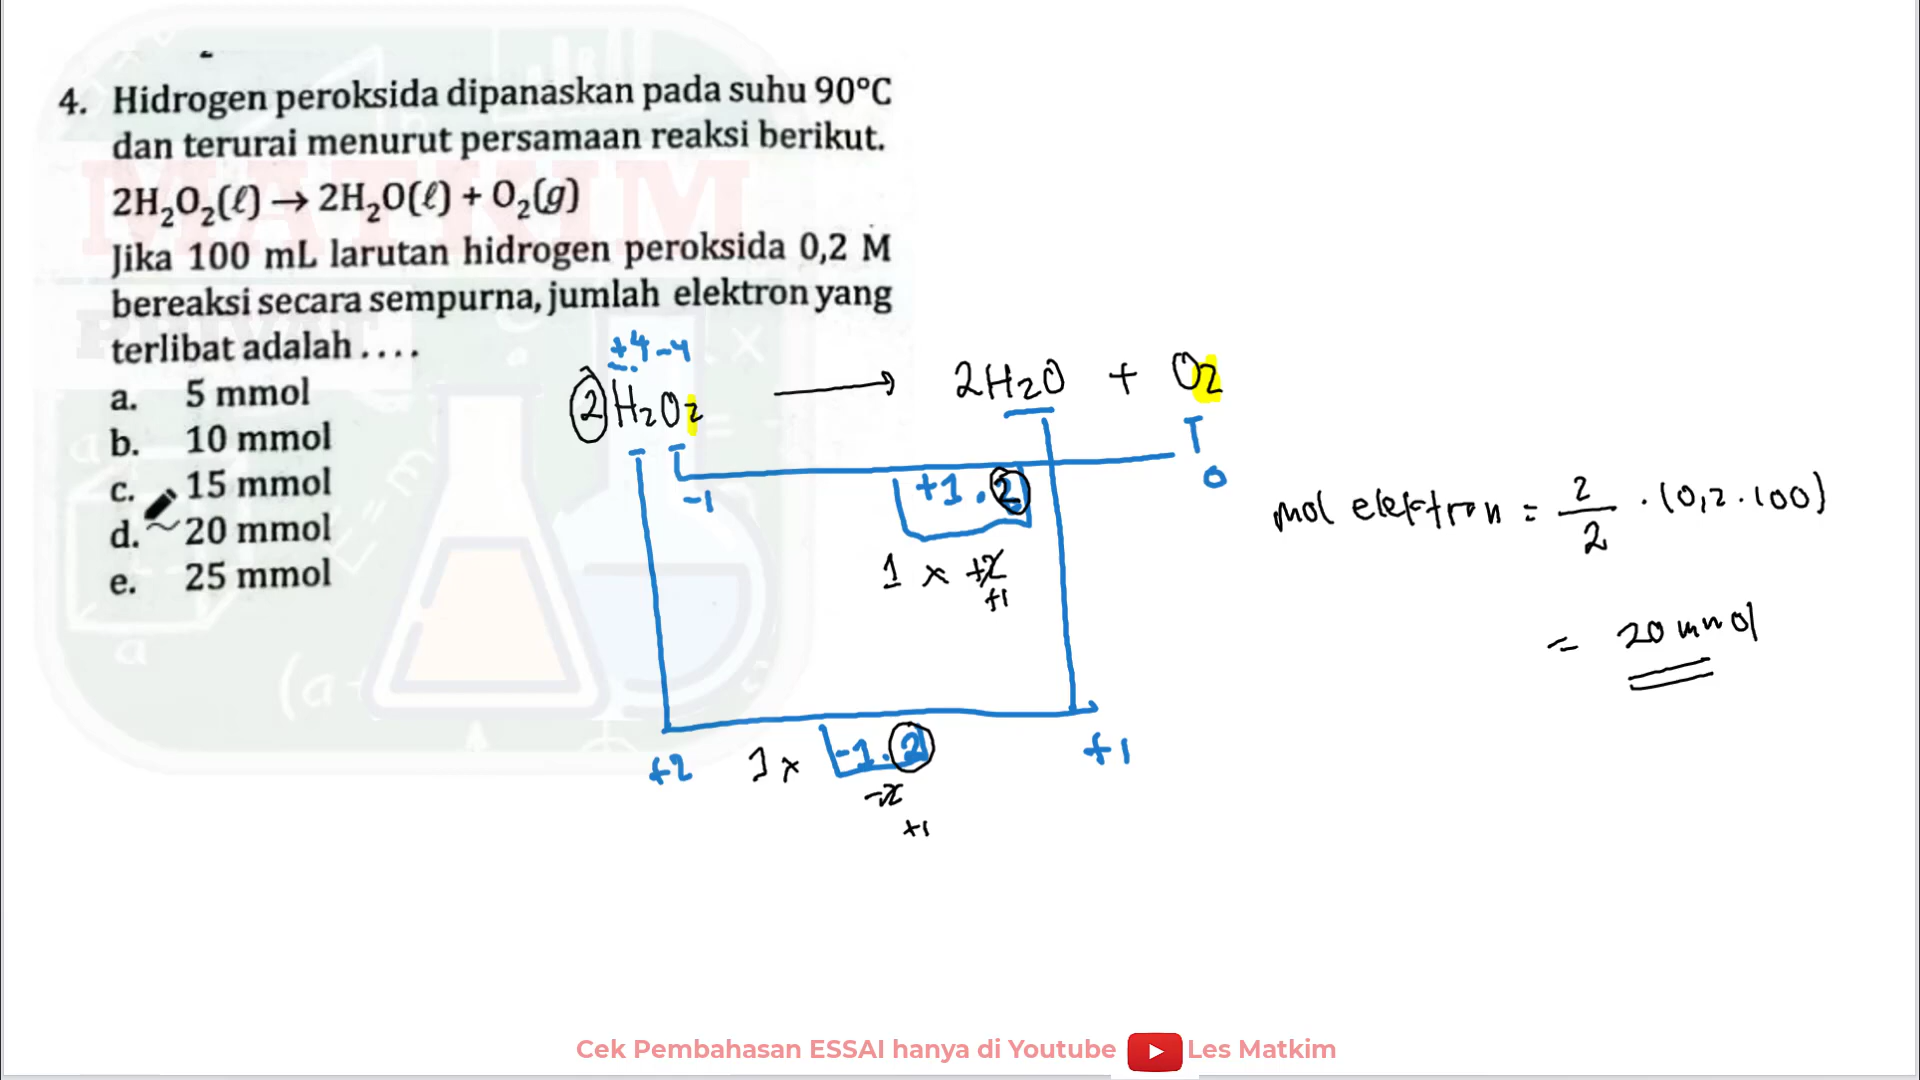 4. Hidrogen peroksida dipanaskan pada suhu 90°C
dan terurai menurut persamaan reaksi berikut.
2H₂O₂(ℓ) → 2H₂O(ℓ) + O₂(g)
Jika 100 mL larutan hidrogen peroksida 0,2 M
bereaksi secara sempurna, jumlah elektron yang
terlibat adalah . . . .
a. 5 mmol
b. 10 mmol
c. 15 mmol
d. 20 mmol
e. 25 mmol
MATKIM
+4 -4
2H₂O₂ → 2H₂O + O₂
-1
+1 . 2
0
1 x +2
+1
+2
1 x -1 . 2
+1
-2
+1
mol elektron = 2/2 . (0,2 . 100)
= 20 mmol
Cek Pembahasan ESSAI hanya di Youtube Les Matkim